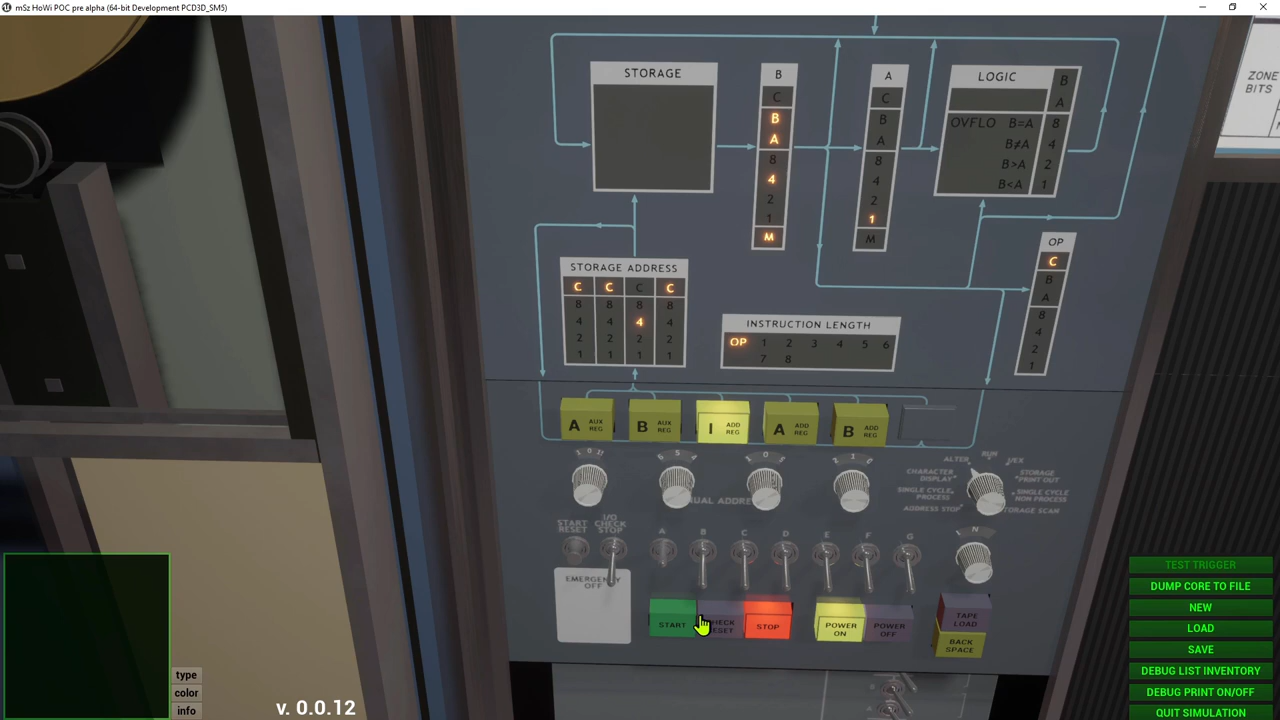 mSz HoWi POC pre alpha (64-bit Development PCD3D_SM5)
ZONE
BITS
STORAGE
B
C
B
A
8
4
2
1
M
A
C
B
A
8
4
2
1
M
LOGIC
B
A
OVFLO B=A 8
B≠A 4
B>A 2
B<A 1
STORAGE ADDRESS
C C C C
8 8 8 8
4 4 4 4
2 2 2 2
1 1 1 1
INSTRUCTION LENGTH
OP 1 2 3 4 5 6
7 8
OP
C
B
A
8
4
2
1
A AUX REG
B AUX REG
I ADD REG
A ADD REG
B ADD REG
ALTER RUN I/EX
CHARACTER DISPLAY
STORAGE PRINT OUT
SINGLE CYCLE PROCESS
SINGLE CYCLE NON PROCESS
ADDRESS STOP
START RESET
I/O CHECK STOP
A B C D E F G
N
EMERGENCY OFF
START
STOP
POWER ON
POWER OFF
TAPE LOAD
BACK SPACE
type
color
info
v. 0.0.12
TEST TRIGGER
DUMP CORE TO FILE
NEW
LOAD
SAVE
DEBUG LIST INVENTORY
DEBUG PRINT ON/OFF
QUIT SIMULATION